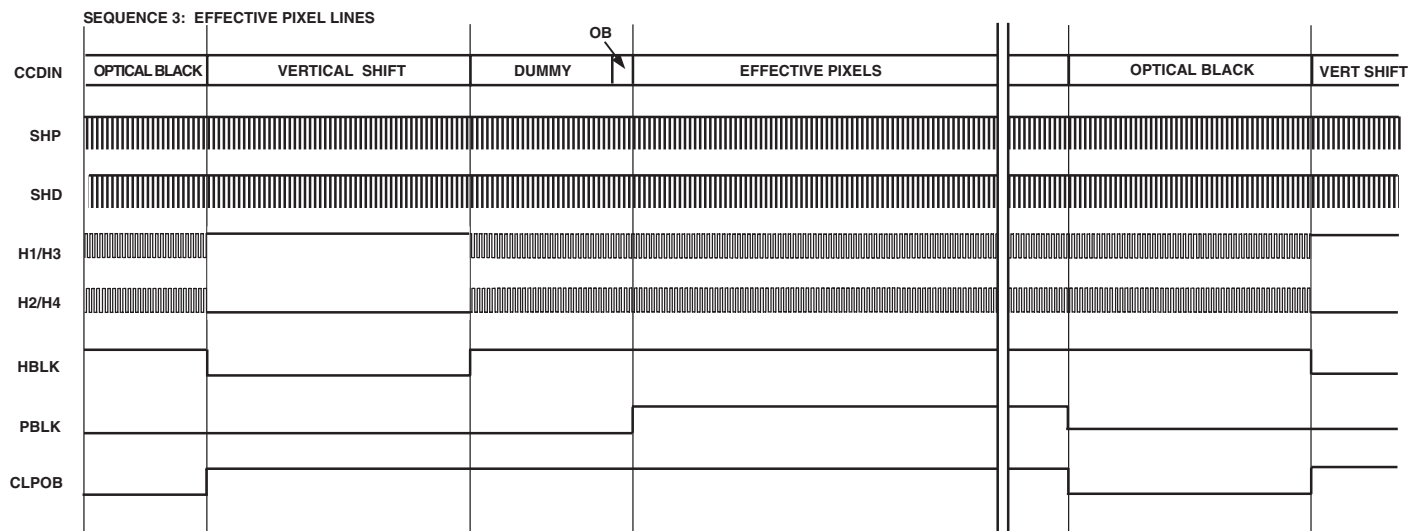 SEQUENCE 3: EFFECTIVE PIXEL LINES
OB
CCDIN OPTICAL BLACK VERTICAL SHIFT DUMMY EFFECTIVE PIXELS OPTICAL BLACK VERT SHIFT
SHP
SHD
H1/H3
H2/H4
HBLK
PBLK
CLPOB